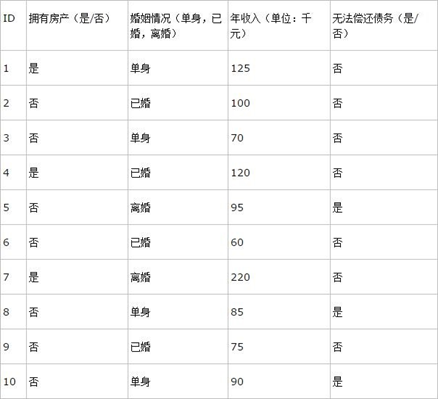 ID 拥有房产（是/否） 婚姻情况（单身，已婚，离婚） 年收入（单位：千元） 无法偿还债务（是/否）
1 是 单身 125 否
2 否 已婚 100 否
3 否 单身 70 否
4 是 已婚 120 否
5 否 离婚 95 是
6 否 已婚 60 否
7 是 离婚 220 否
8 否 单身 85 是
9 否 已婚 75 否
10 否 单身 90 是